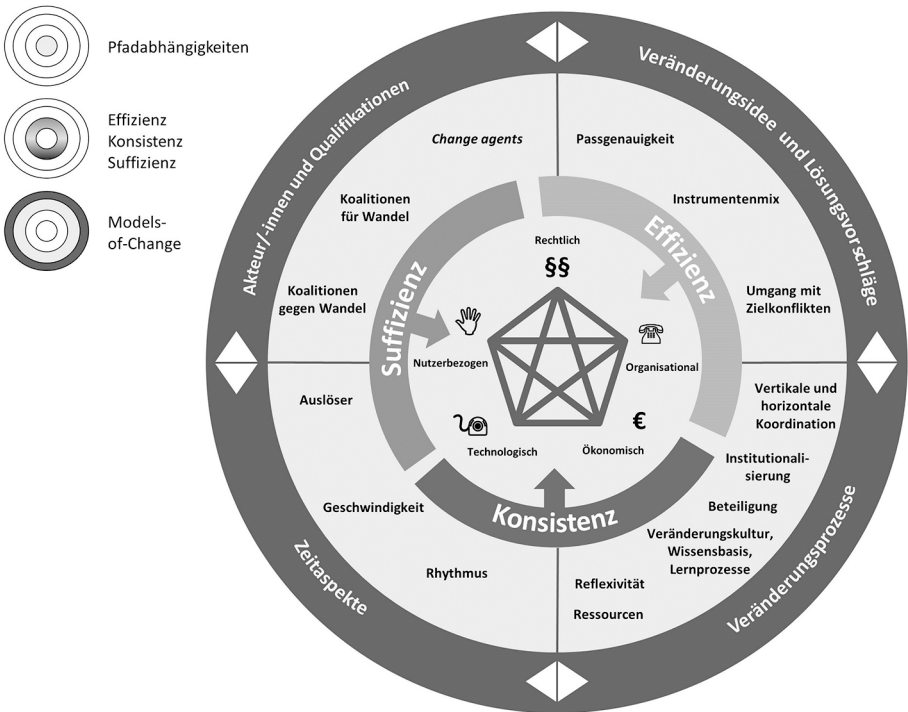 Pfadabhängigkeiten
Effizienz
Konsistenz
Suffizienz
Models-
of-Change
Akteur/-innen und Qualifikationen
Veränderungsidee und Lösungsvorschläge
Change agents
Koalitionen
für Wandel
Koalitionen
gegen Wandel
Passgenauigkeit
Instrumentenmix
Umgang mit
Zielkonflikten
Suffizienz
Effizienz
Rechtlich
§§
Nutzerbezogen
Organisational
€
Technologisch
Ökonomisch
Konsistenz
Auslöser
Geschwindigkeit
Rhythmus
Vertikale und
horizontale
Koordination
Institutionali-
sierung
Beteiligung
Veränderungskultur,
Wissensbasis,
Lernprozesse
Reflexivität
Ressourcen
Zeitaspekte
Veränderungsprozesse